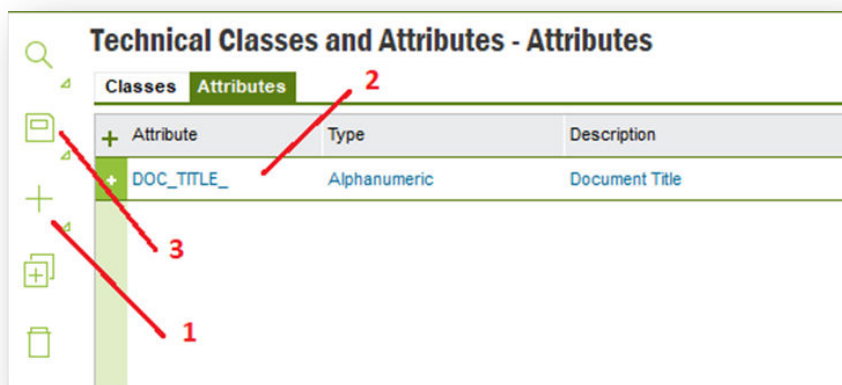 Technical Classes and Attributes - Attributes
Classes Attributes
2
Attribute Type Description
DOC_TITLE_ Alphanumeric Document Title
3
1